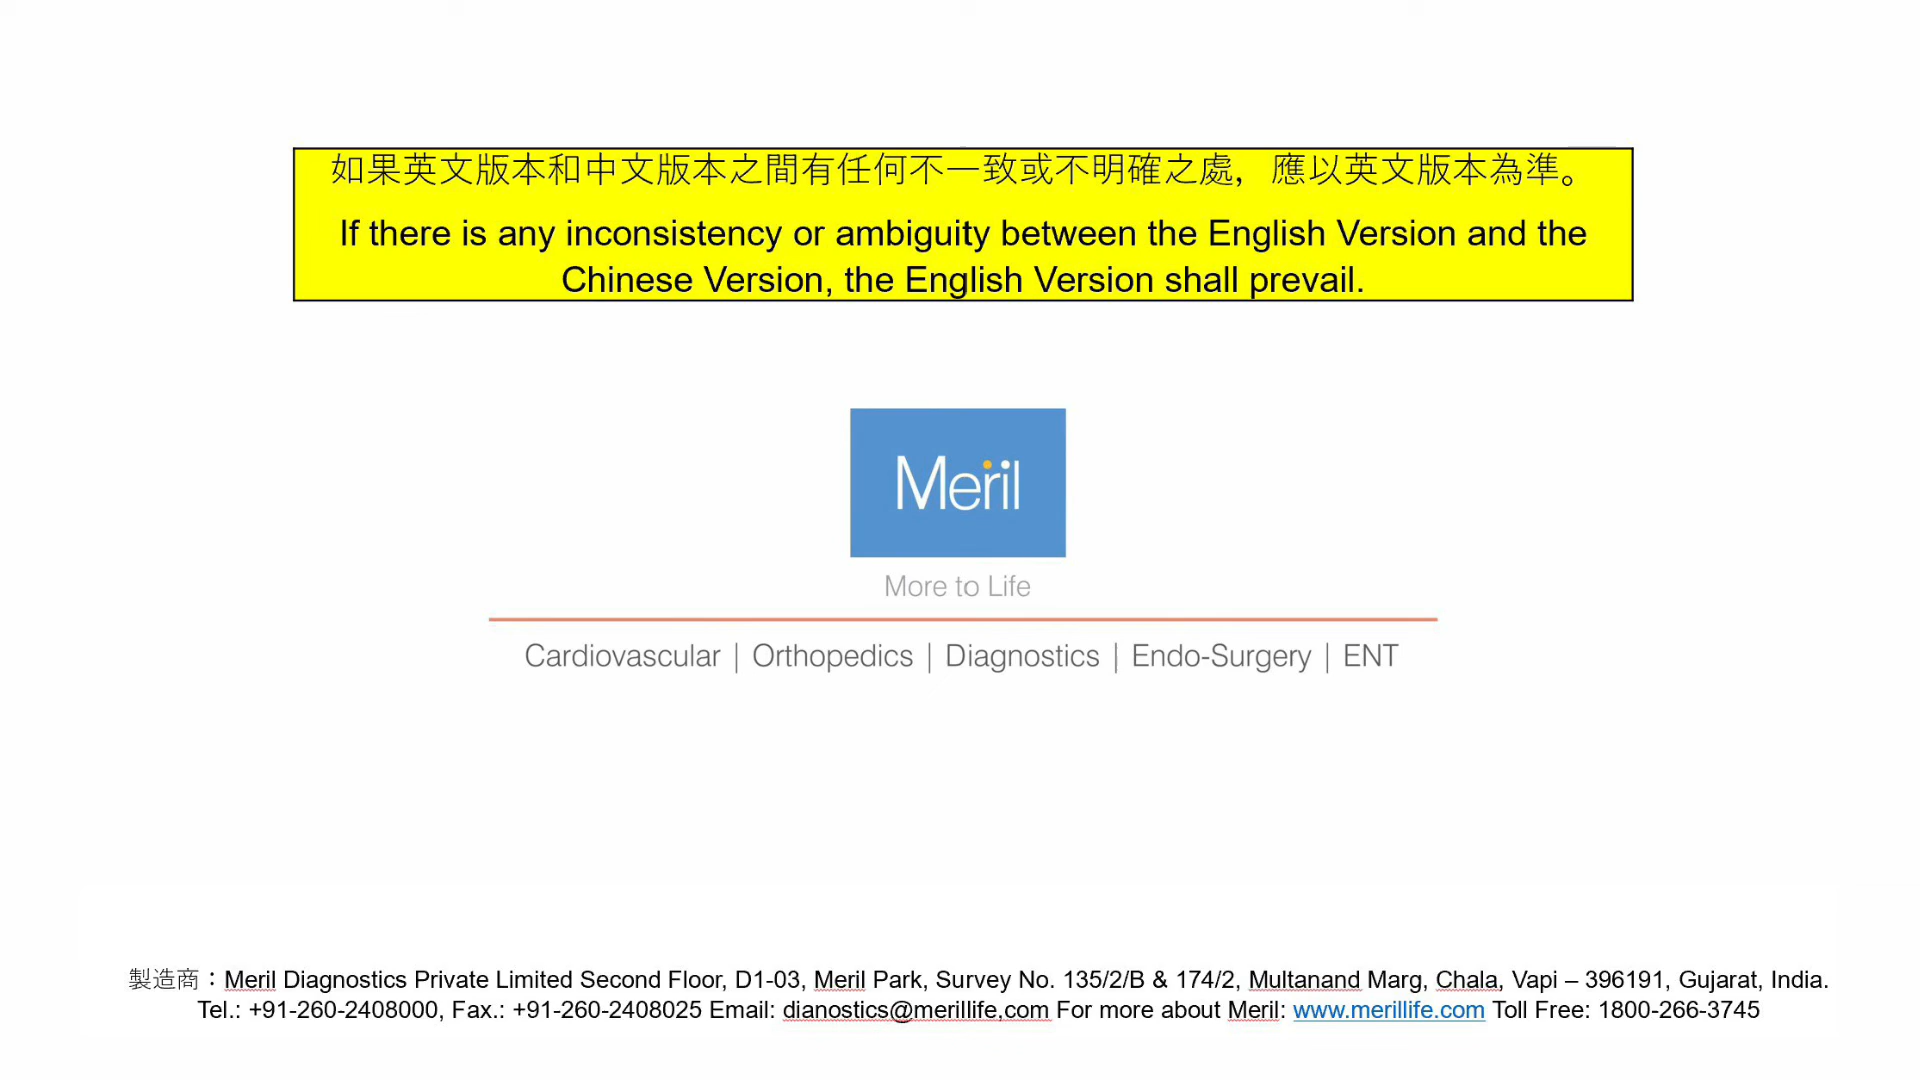 如果英文版本和中文版本之間有任何不一致或不明確之處，應以英文版本為準。
If there is any inconsistency or ambiguity between the English Version and the
Chinese Version, the English Version shall prevail.
Meril
More to Life
Cardiovascular | Orthopedics | Diagnostics | Endo-Surgery | ENT
製造商：Meril Diagnostics Private Limited Second Floor, D1-03, Meril Park, Survey No. 135/2/B & 174/2, Multanand Marg, Chala, Vapi – 396191, Gujarat, India.
Tel.: +91-260-2408000, Fax.: +91-260-2408025 Email: dianostics@merillife,com For more about Meril: www.merillife.com Toll Free: 1800-266-3745